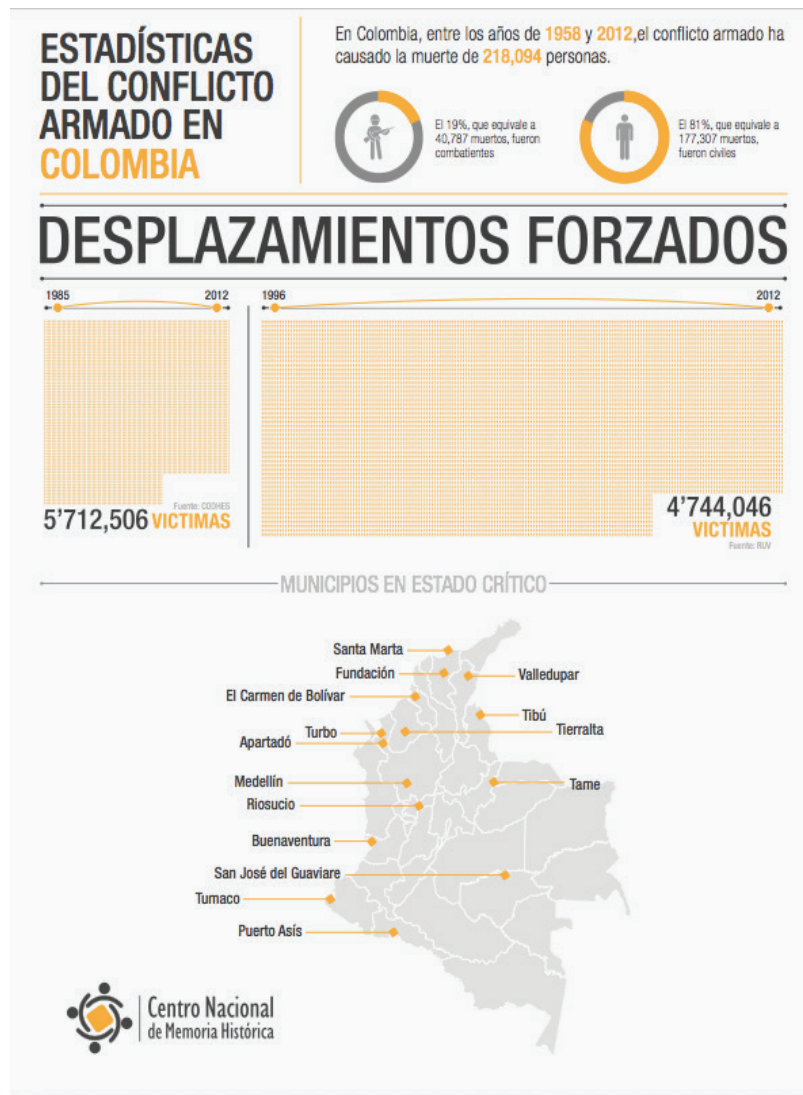 ESTADÍSTICAS
DEL CONFLICTO
ARMADO EN
COLOMBIA
En Colombia, entre los años de 1958 y 2012,el conflicto armado ha
causado la muerte de 218,094 personas.
El 19%, que equivale a
40,787 muertos, fueron
combatientes
El 81%, que equivale a
177,307 muertos,
fueron civiles
DESPLAZAMIENTOS FORZADOS
1985
2012
1996
2012
Fuente: CODHES
5'712,506 VICTIMAS
4'744,046
VICTIMAS
Fuente: RUV
MUNICIPIOS EN ESTADO CRÍTICO
Santa Marta
Fundación
Valledupar
El Carmen de Bolívar
Tibú
Turbo
Tierralta
Apartadó
Medellín
Tame
Riosucio
Buenaventura
San José del Guaviare
Tumaco
Puerto Asís
Centro Nacional
de Memoria Histórica